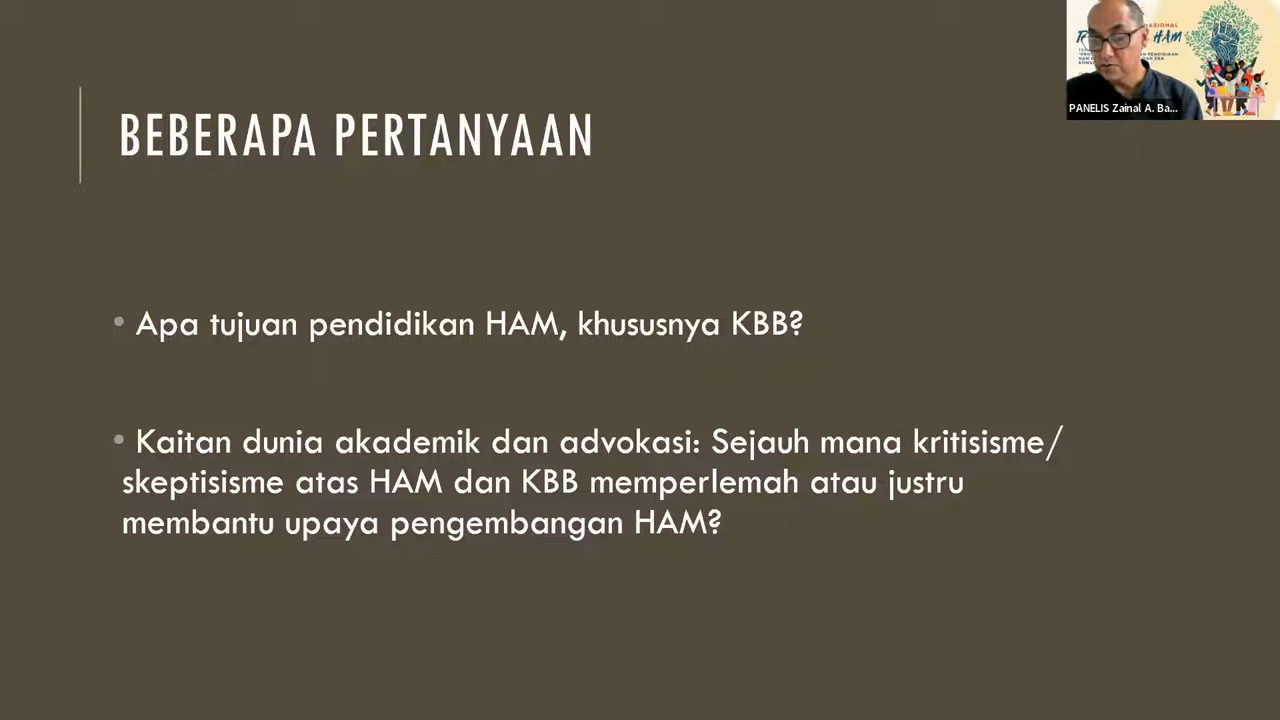 BEBERAPA PERTANYAAN
• Apa tujuan pendidikan HAM, khususnya KBB?
• Kaitan dunia akademik dan advokasi: Sejauh mana kritisisme/
skeptisisme atas HAM dan KBB memperlemah atau justru
membantu upaya pengembangan HAM?
HAM
PANELIS Zainal A. Ba...